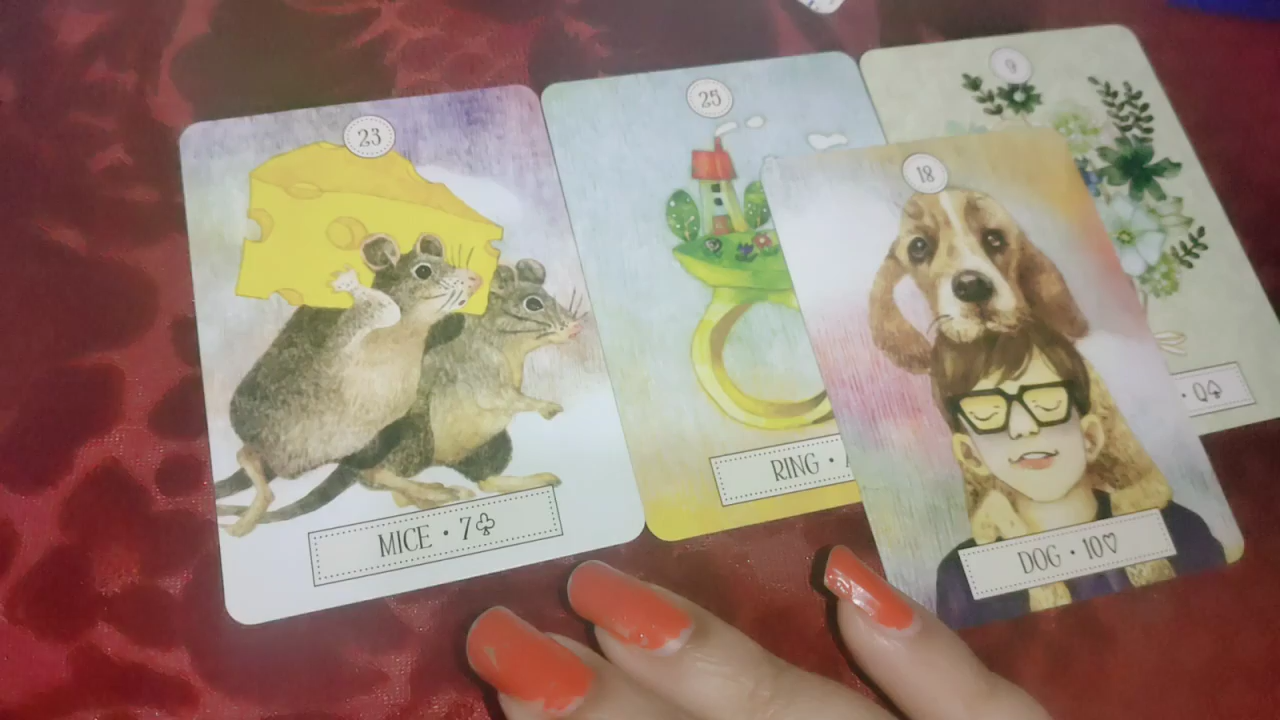 23
MICE • 7♧
25
RING •
18
DOG • 10♡
9
• Q♤